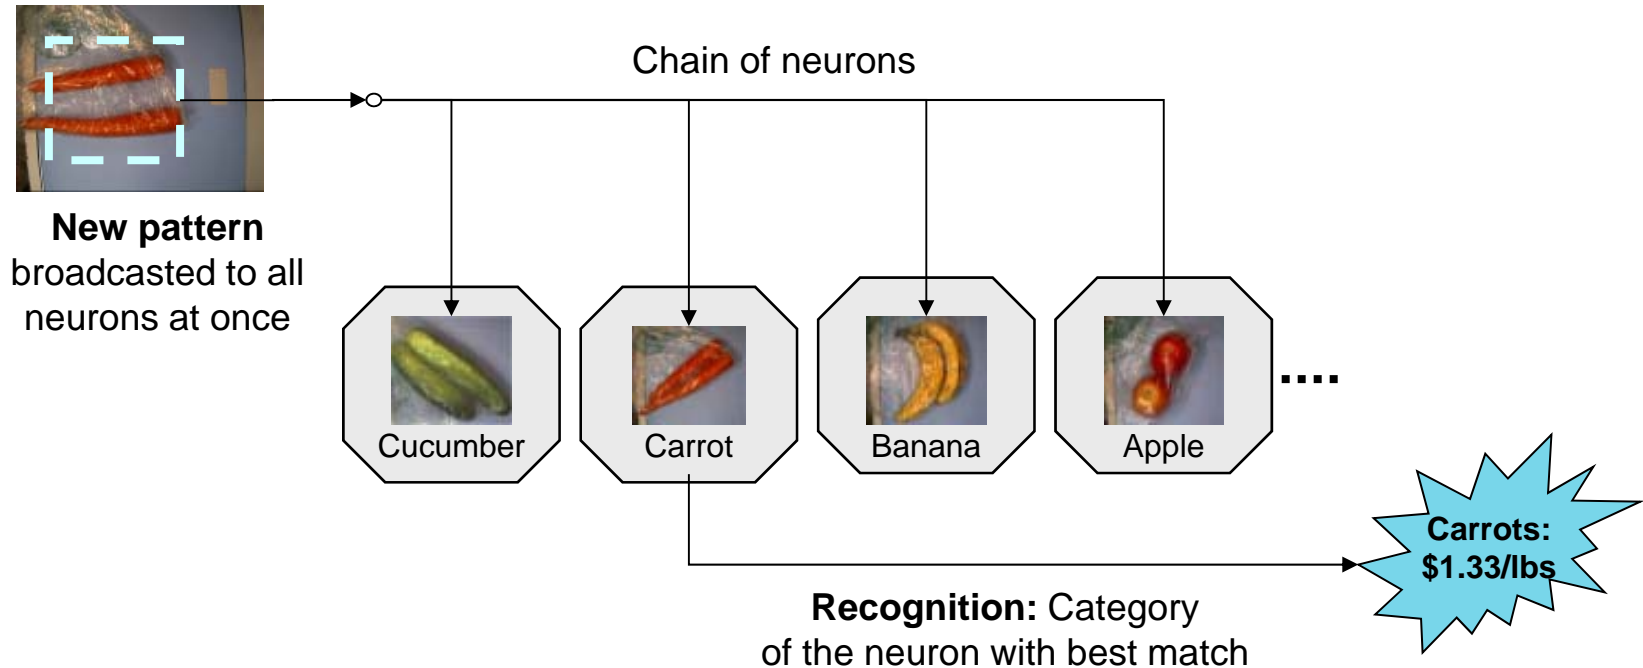 Chain of neurons
New pattern
broadcasted to all
neurons at once
Cucumber
Carrot
Banana
Apple
....
Carrots:
$1.33/lbs
Recognition: Category
of the neuron with best match